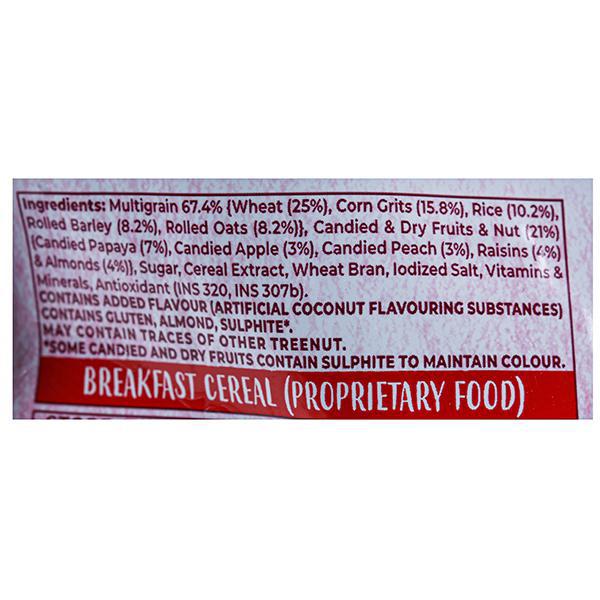 Ingredients: Multigrain 67.4% {Wheat (25%), Corn Grits (15.8%), Rice (10.2%),
Rolled Barley (8.2%), Rolled Oats (8.2%)}, Candied & Dry Fruits & Nut (21%)
{Candied Papaya (7%), Candied Apple (3%), Candied Peach (3%), Raisins (4%)
& Almonds (4%)}, Sugar, Cereal Extract, Wheat Bran, Iodized Salt, Vitamins &
Minerals, Antioxidant (INS 320, INS 307b).
CONTAINS ADDED FLAVOUR (ARTIFICIAL COCONUT FLAVOURING SUBSTANCES)
CONTAINS GLUTEN, ALMOND, SULPHITE*.
MAY CONTAIN TRACES OF OTHER TREENUT.
*SOME CANDIED AND DRY FRUITS CONTAIN SULPHITE TO MAINTAIN COLOUR.
BREAKFAST CEREAL (PROPRIETARY FOOD)